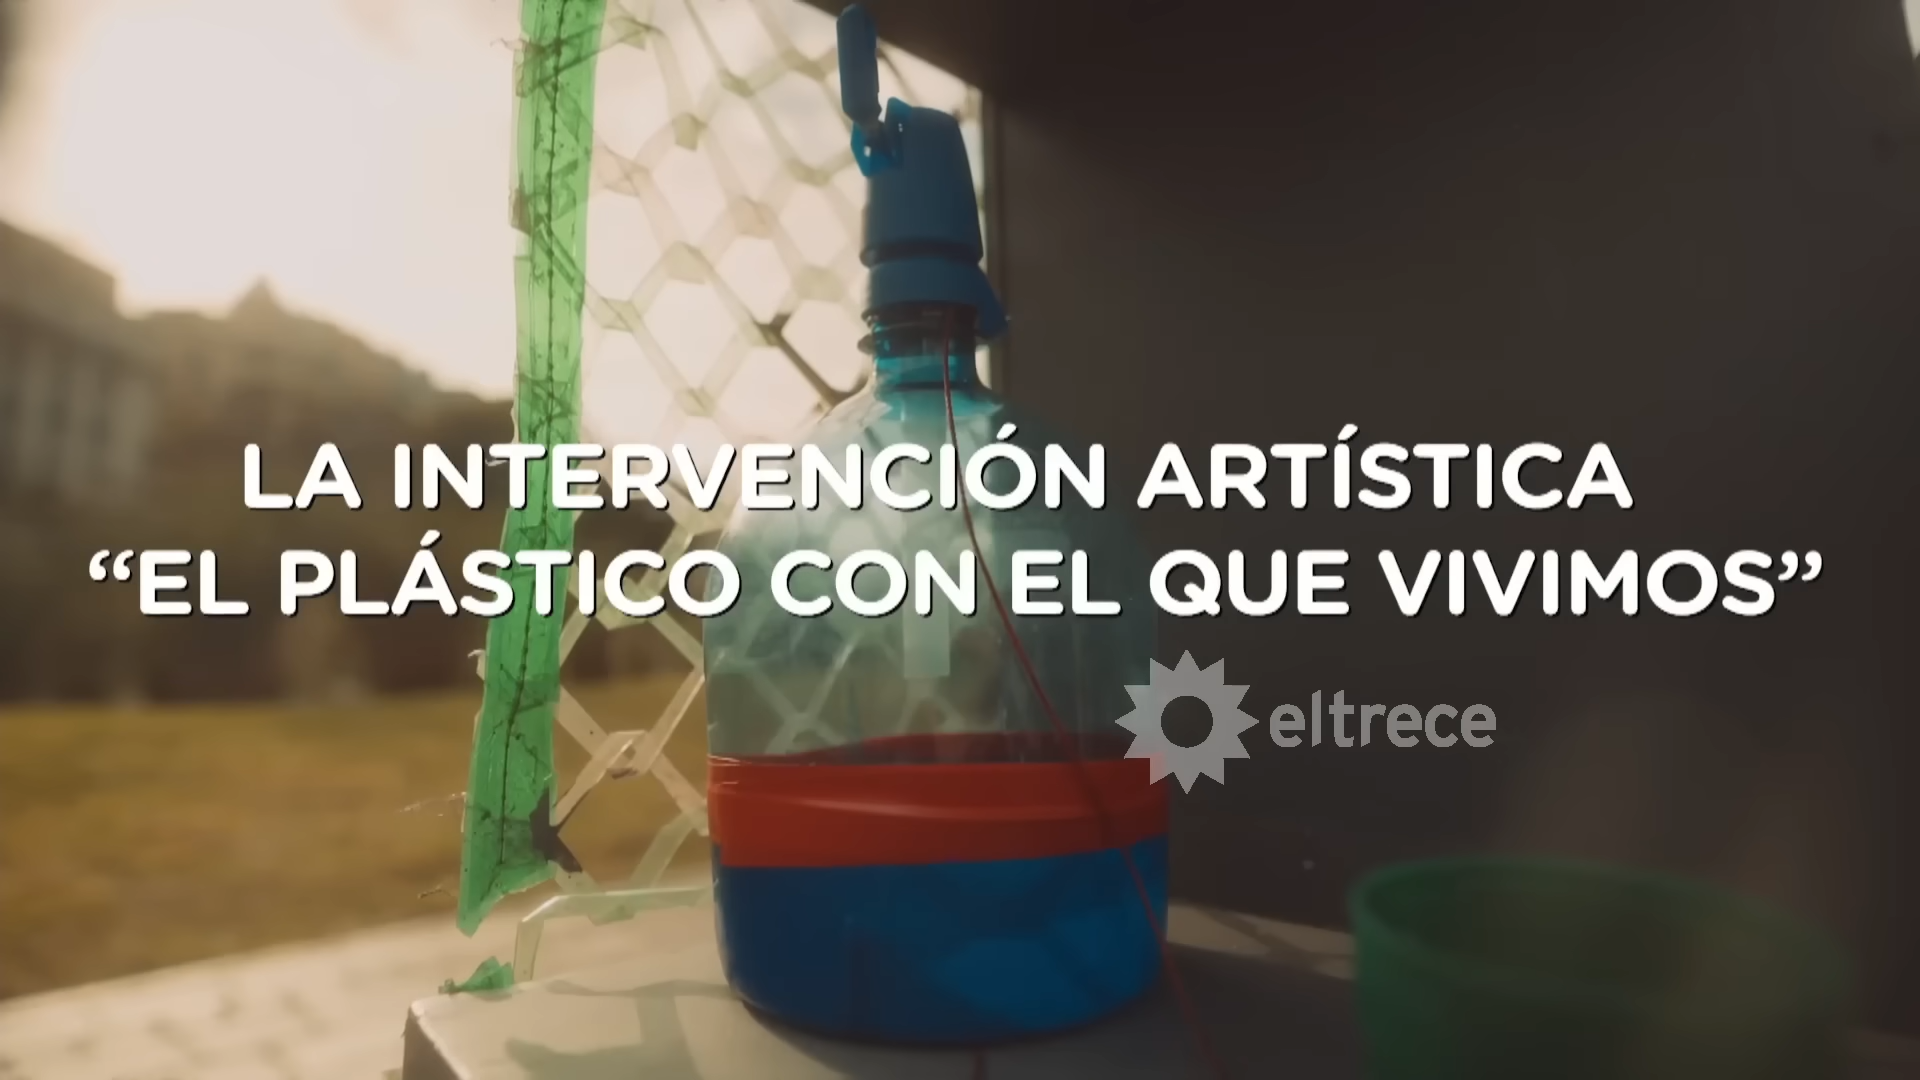 LA INTERVENCIÓN ARTÍSTICA
“EL PLÁSTICO CON EL QUE VIVIMOS”
eltrece